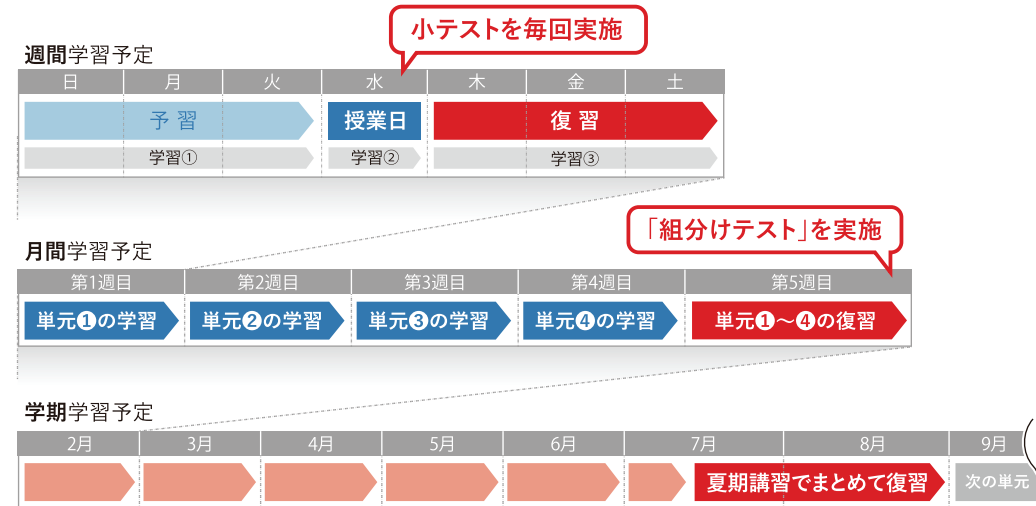 小テストを毎回実施
週間学習予定
日 月 火 水 木 金 土
予習 授業日 復習
学習① 学習② 学習③
「組分けテスト」を実施
月間学習予定
第1週目 第2週目 第3週目 第4週目 第5週目
単元❶の学習 単元❷の学習 単元❸の学習 単元❹の学習 単元❶～❹の復習
学期学習予定
2月 3月 4月 5月 6月 7月 8月 9月
夏期講習でまとめて復習 次の単元